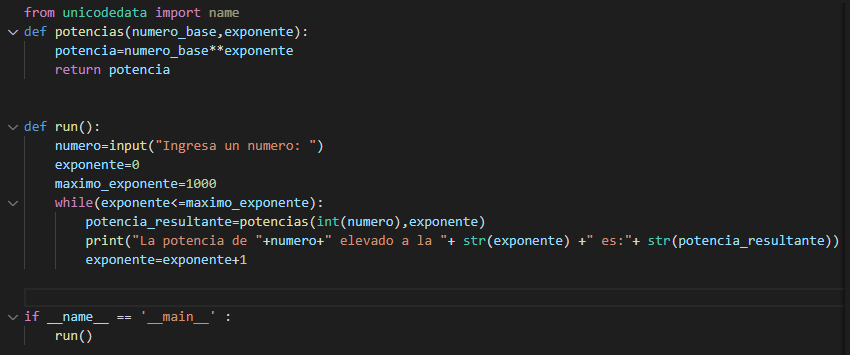 from unicodedata import name
def potencias(numero_base,exponente):
    potencia=numero_base**exponente
    return potencia
def run():
    numero=input("Ingresa un numero: ")
    exponente=0
    maximo_exponente=1000
    while(exponente<=maximo_exponente):
        potencia_resultante=potencias(int(numero),exponente)
        print("La potencia de "+numero+" elevado a la "+ str(exponente) +" es:"+ str(potencia_resultante))
        exponente=exponente+1
if __name__ == '__main__' :
    run()